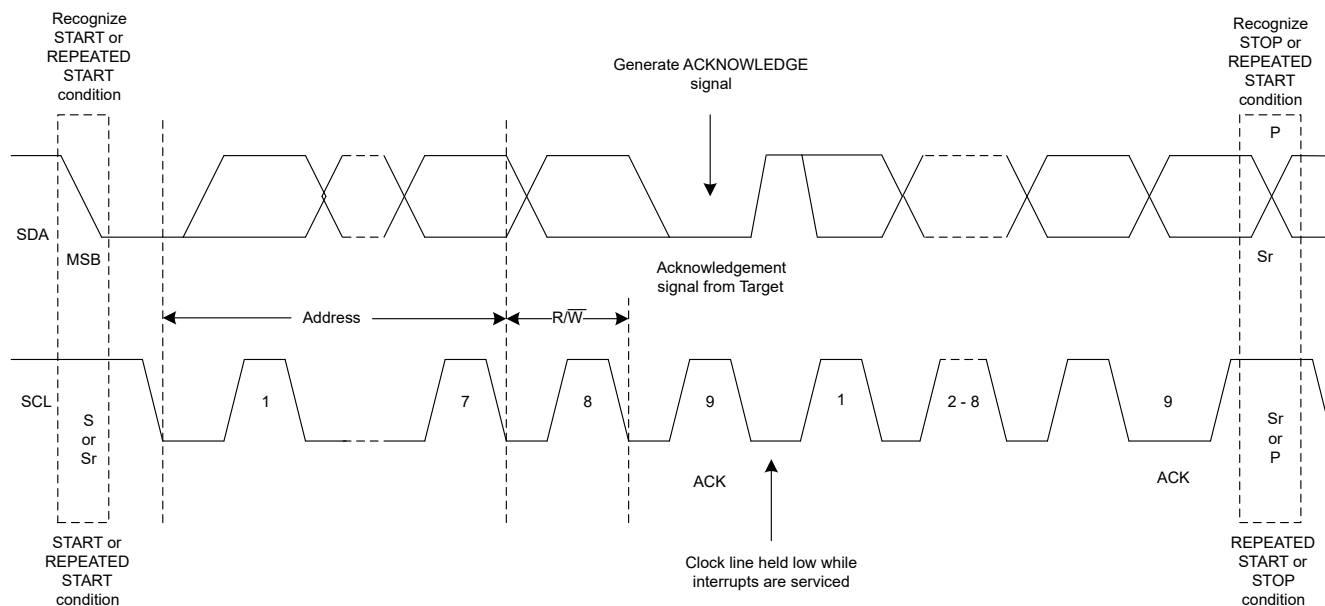 Recognize
START or
REPEATED
START
condition
Recognize
STOP or
REPEATED
START
condition
Generate ACKNOWLEDGE
signal
P
SDA
MSB
Acknowledgement
signal from Target
Sr
Address
R/W̅
SCL
S
or
Sr
1
7
8
9
1
2 - 8
9
Sr
or
P
ACK
ACK
START or
REPEATED
START
condition
Clock line held low while
interrupts are serviced
REPEATED
START or
STOP
condition